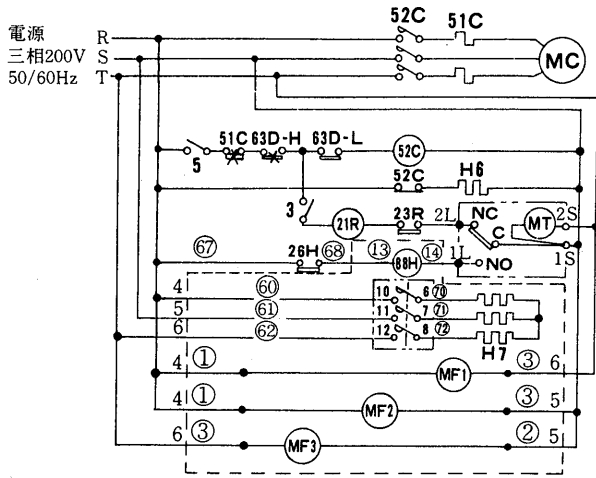 電源 R 52C 51C
三相200V S MC
50/60Hz T
51C 63D-H 63D-L 52C
5
52C H6
3 21R 23R 2L NC MT 2S
C
67 26H 68 13 88H 14 1L NO 1S
4 60 10 6 70
5 61 11 7 71
6 62 12 8 72
H7
4 ① MF1 ③ 6
4 ① MF2 ③ 5
6 ③ MF3 ② 5